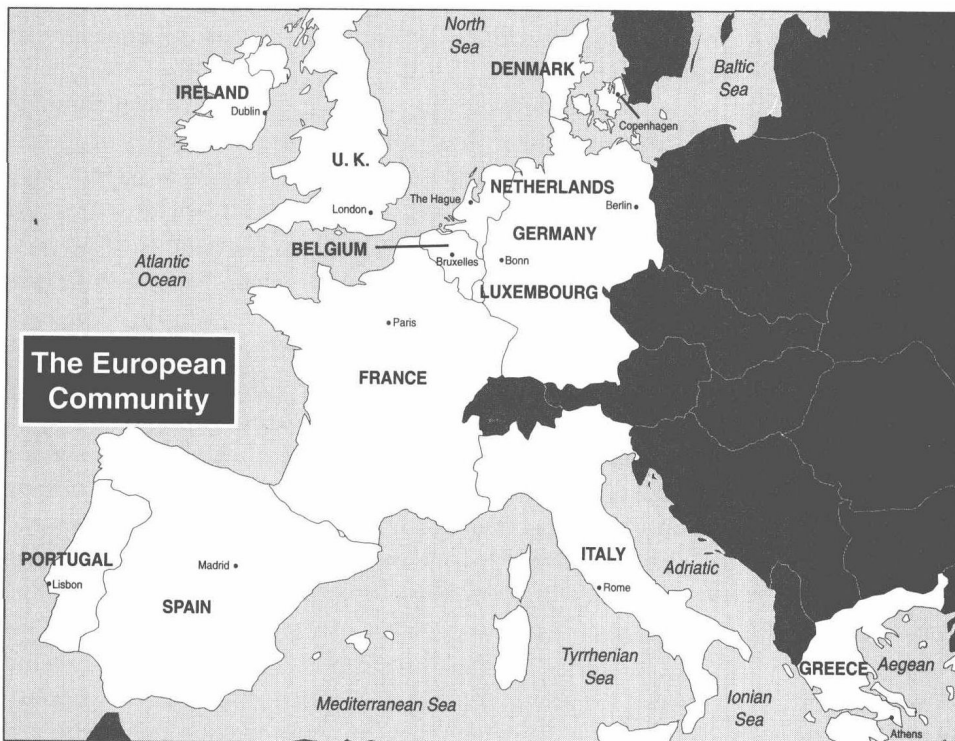 North
Sea
DENMARK
Baltic
Sea
IRELAND
Dublin
Copenhagen
U. K.
NETHERLANDS
The Hague
London
Berlin
BELGIUM
GERMANY
Bruxelles
Bonn
Atlantic
Ocean
LUXEMBOURG
Paris
The European
Community
FRANCE
PORTUGAL
Lisbon
Madrid
SPAIN
ITALY
Adriatic
Rome
Tyrrhenian
Sea
GREECE
Aegean
Mediterranean Sea
Ionian
Sea
Athens